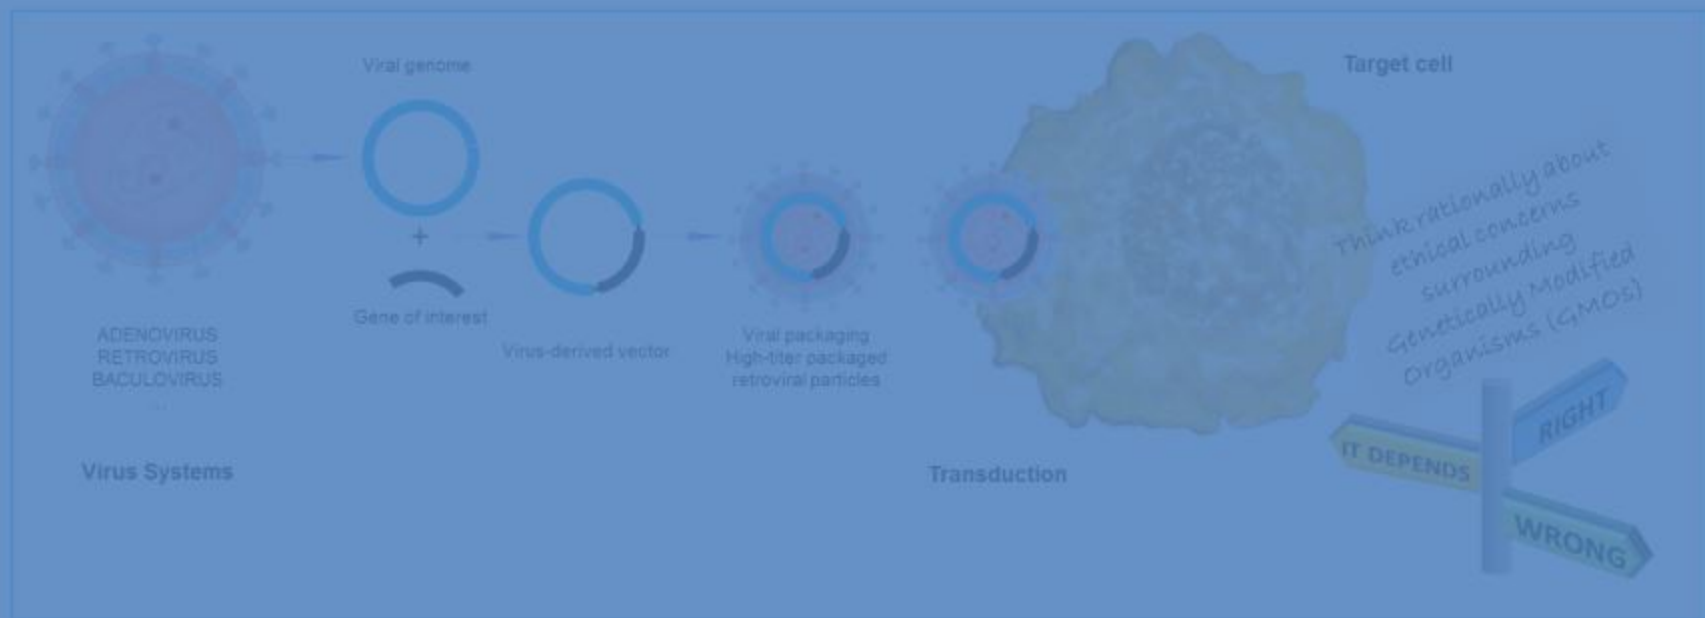 Viral genome
Target cell
+
Gene of interest
ADENOVIRUS
RETROVIRUS
BACULOVIRUS
...
Virus-derived vector
Viral packaging
High-titer packaged
retroviral particles
Think rationally about
ethical concerns
surrounding
Genetically Modified
Organisms (GMOs)
RIGHT
IT DEPENDS
WRONG
Virus Systems
Transduction